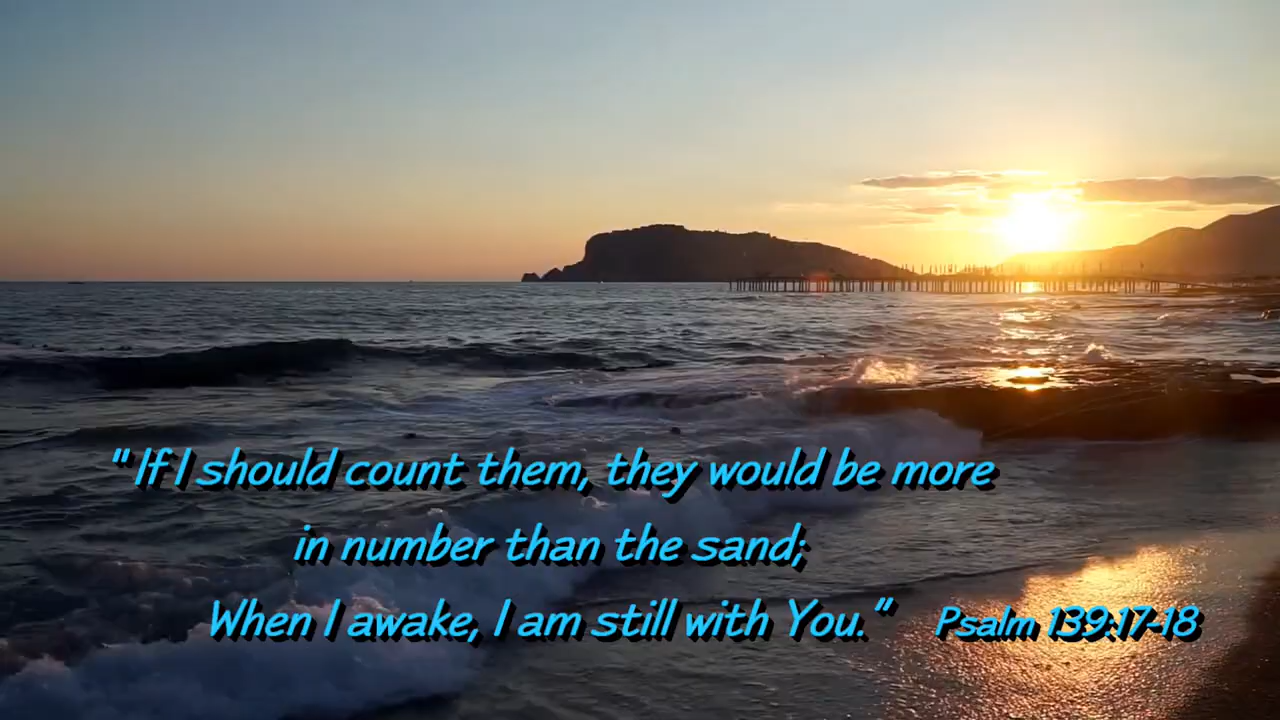 "If I should count them, they would be more
in number than the sand;
When I awake, I am still with You." Psalm 139:17-18